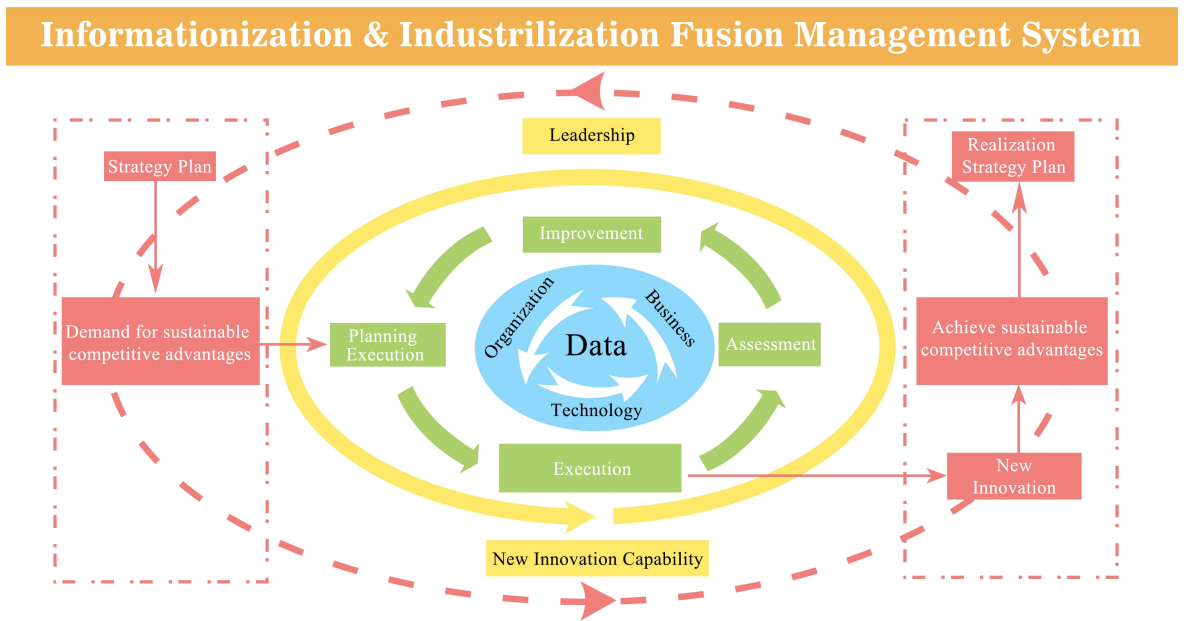 Informationization & Industrilization Fusion Management System
Leadership
Strategy Plan
Realization
Strategy Plan
Improvement
Demand for sustainable
competitive advantages
Planning
Execution
Organization
Business
Data
Technology
Assessment
Achieve sustainable
competitive advantages
Execution
New
Innovation
New Innovation Capability